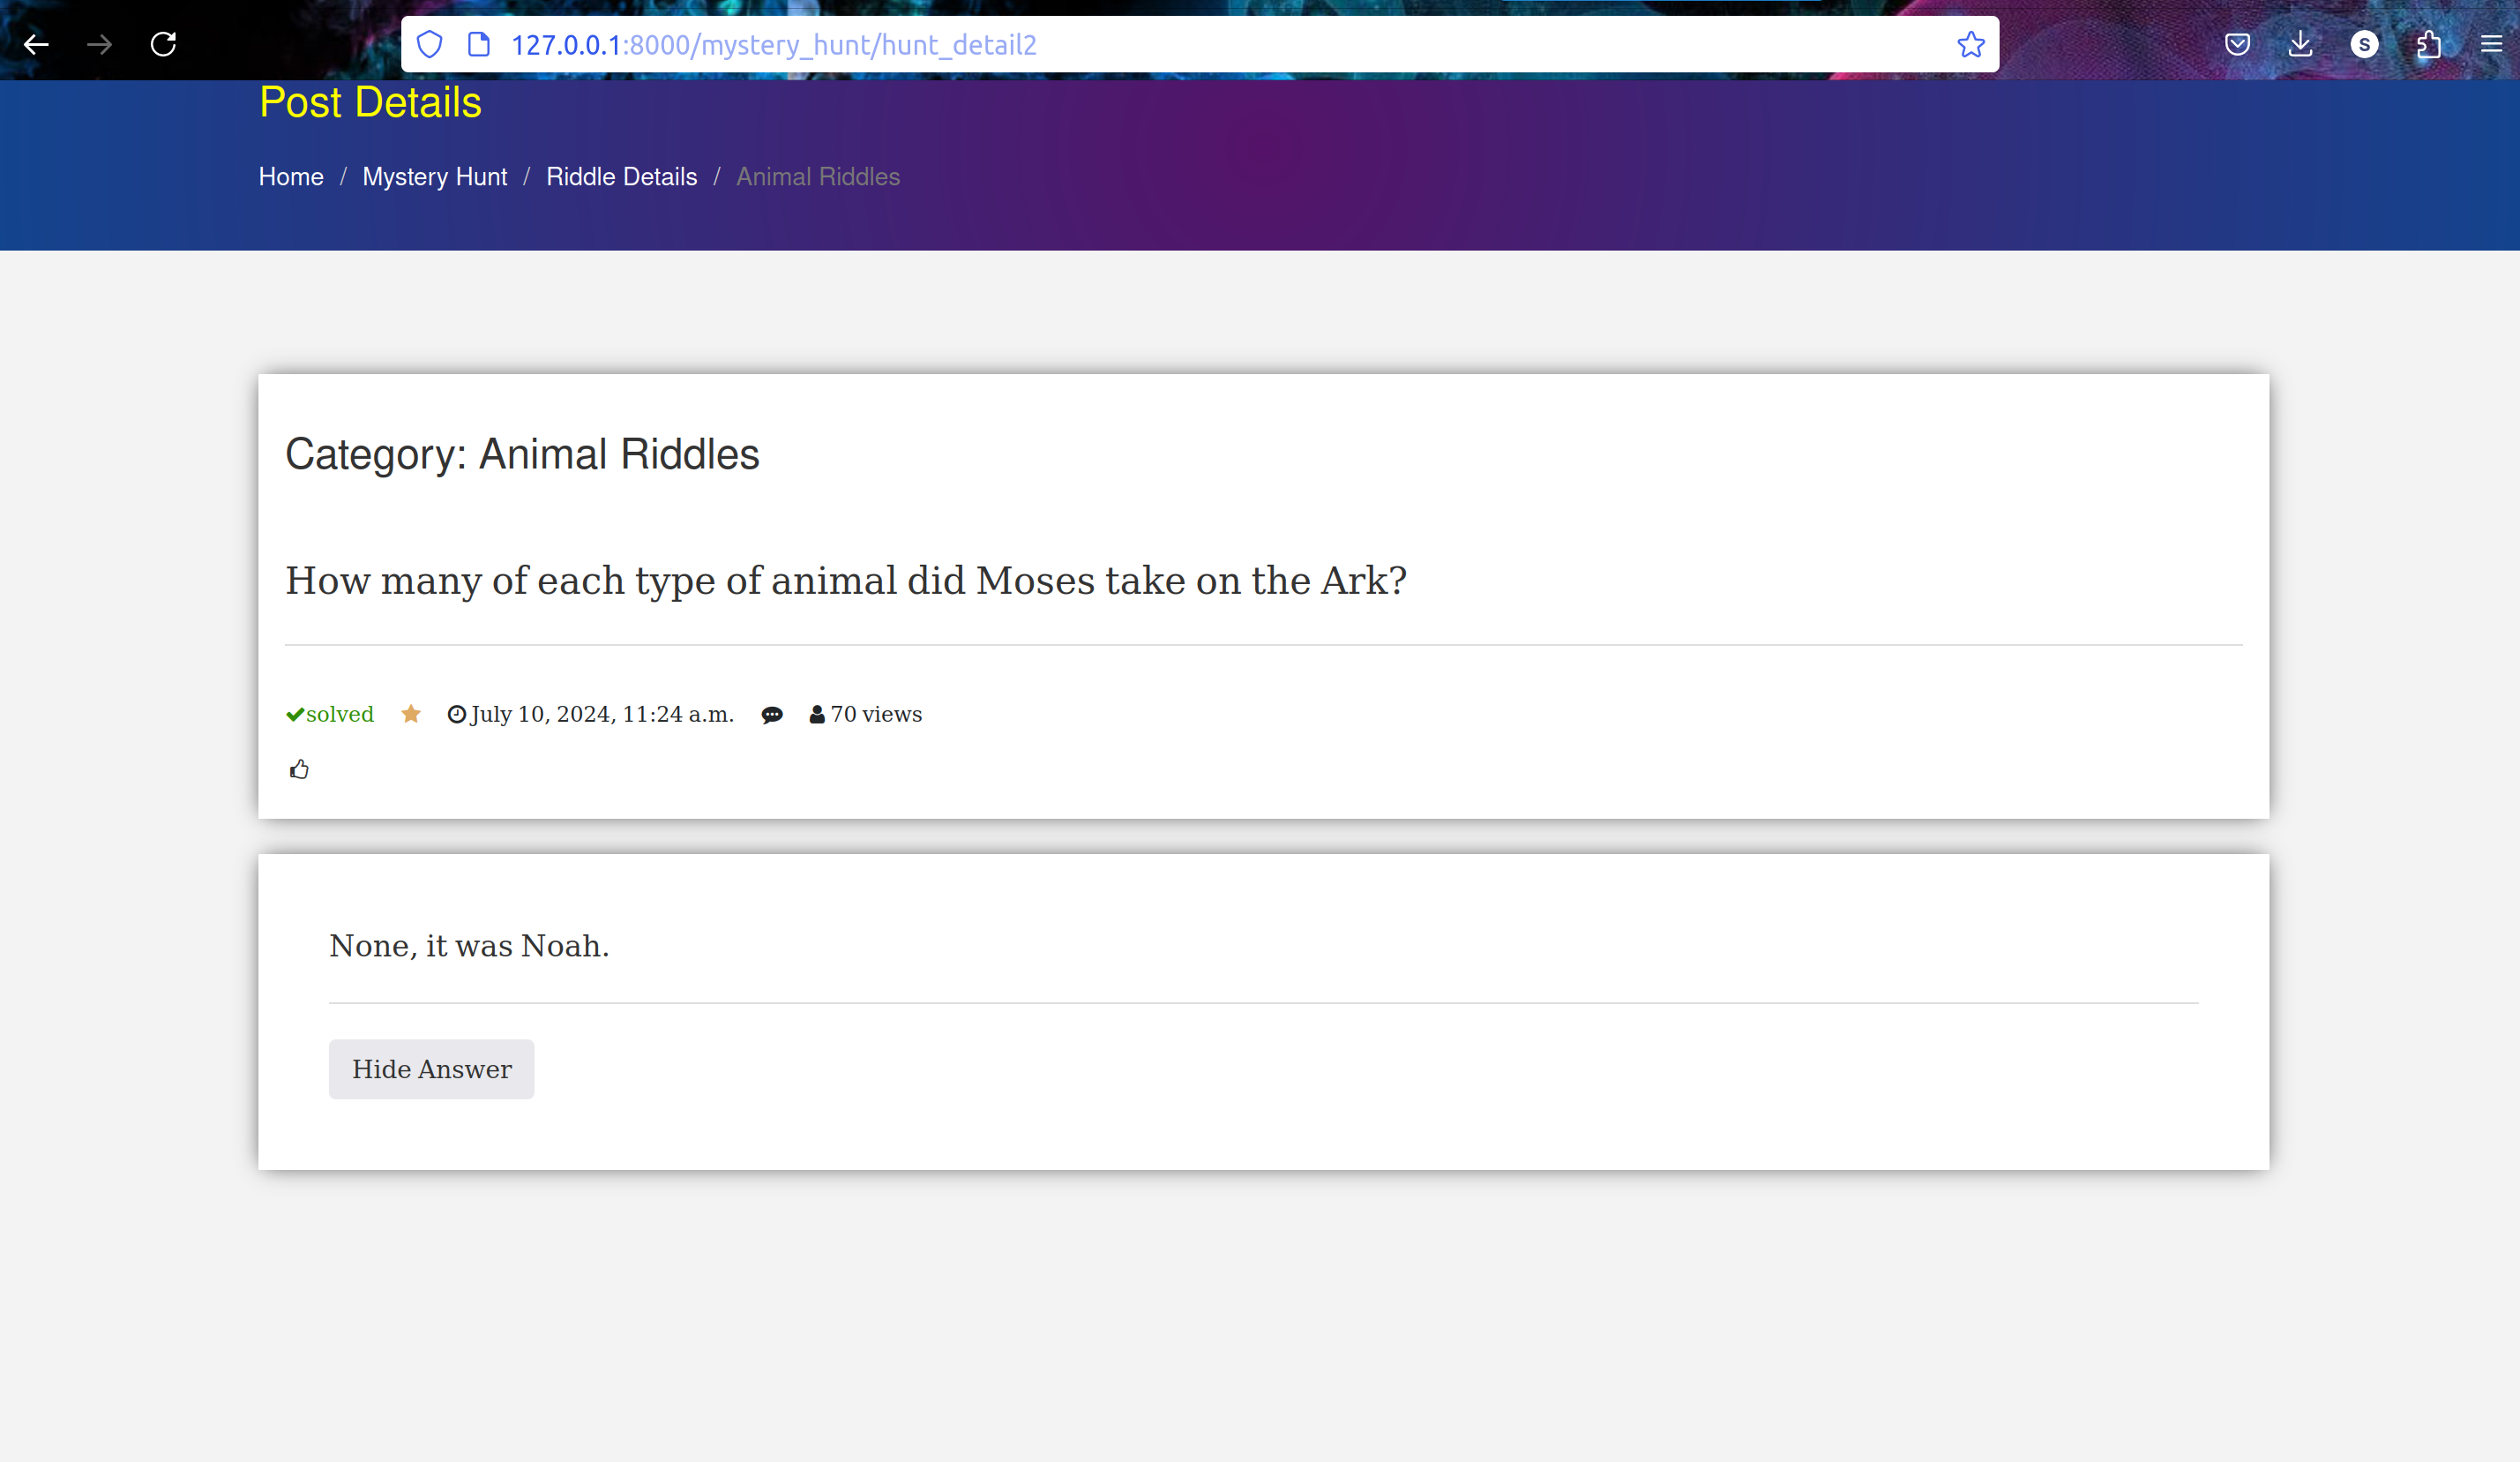 127.0.0.1:8000/mystery_hunt/hunt_detail2
S
Post Details
Home / Mystery Hunt / Riddle Details / Animal Riddles
Category: Animal Riddles
How many of each type of animal did Moses take on the Ark?
solved July 10, 2024, 11:24 a.m. 70 views
None, it was Noah.
Hide Answer